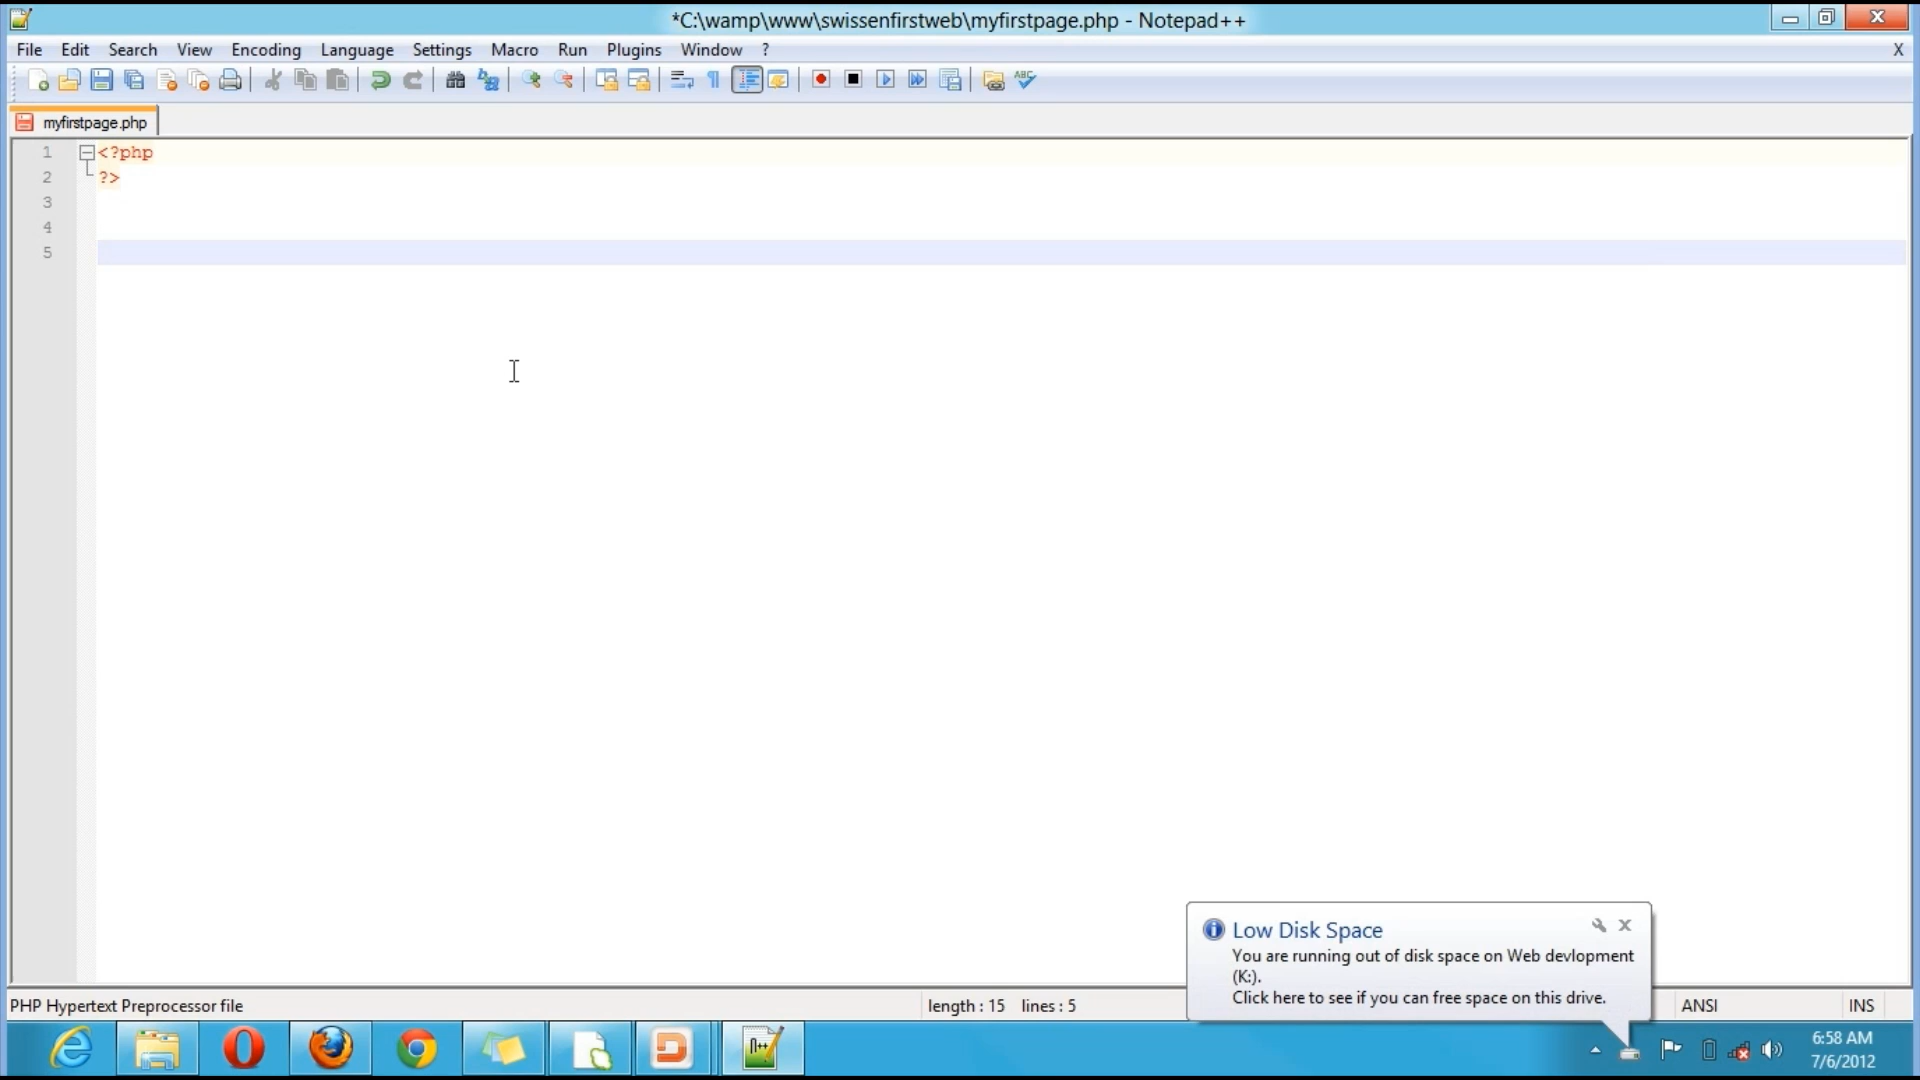 *C:\wamp\www\swissenfirstweb\myfirstpage.php - Notepad++
File Edit Search View Encoding Language Settings Macro Run Plugins Window ? X
ABC
myfirstpage.php
1 <?php
2 ?>
3
4
5
Low Disk Space
You are running out of disk space on Web devlopment
(K:).
Click here to see if you can free space on this drive.
PHP Hypertext Preprocessor file length : 15 lines : 5 ANSI INS
n++
6:58 AM
7/6/2012